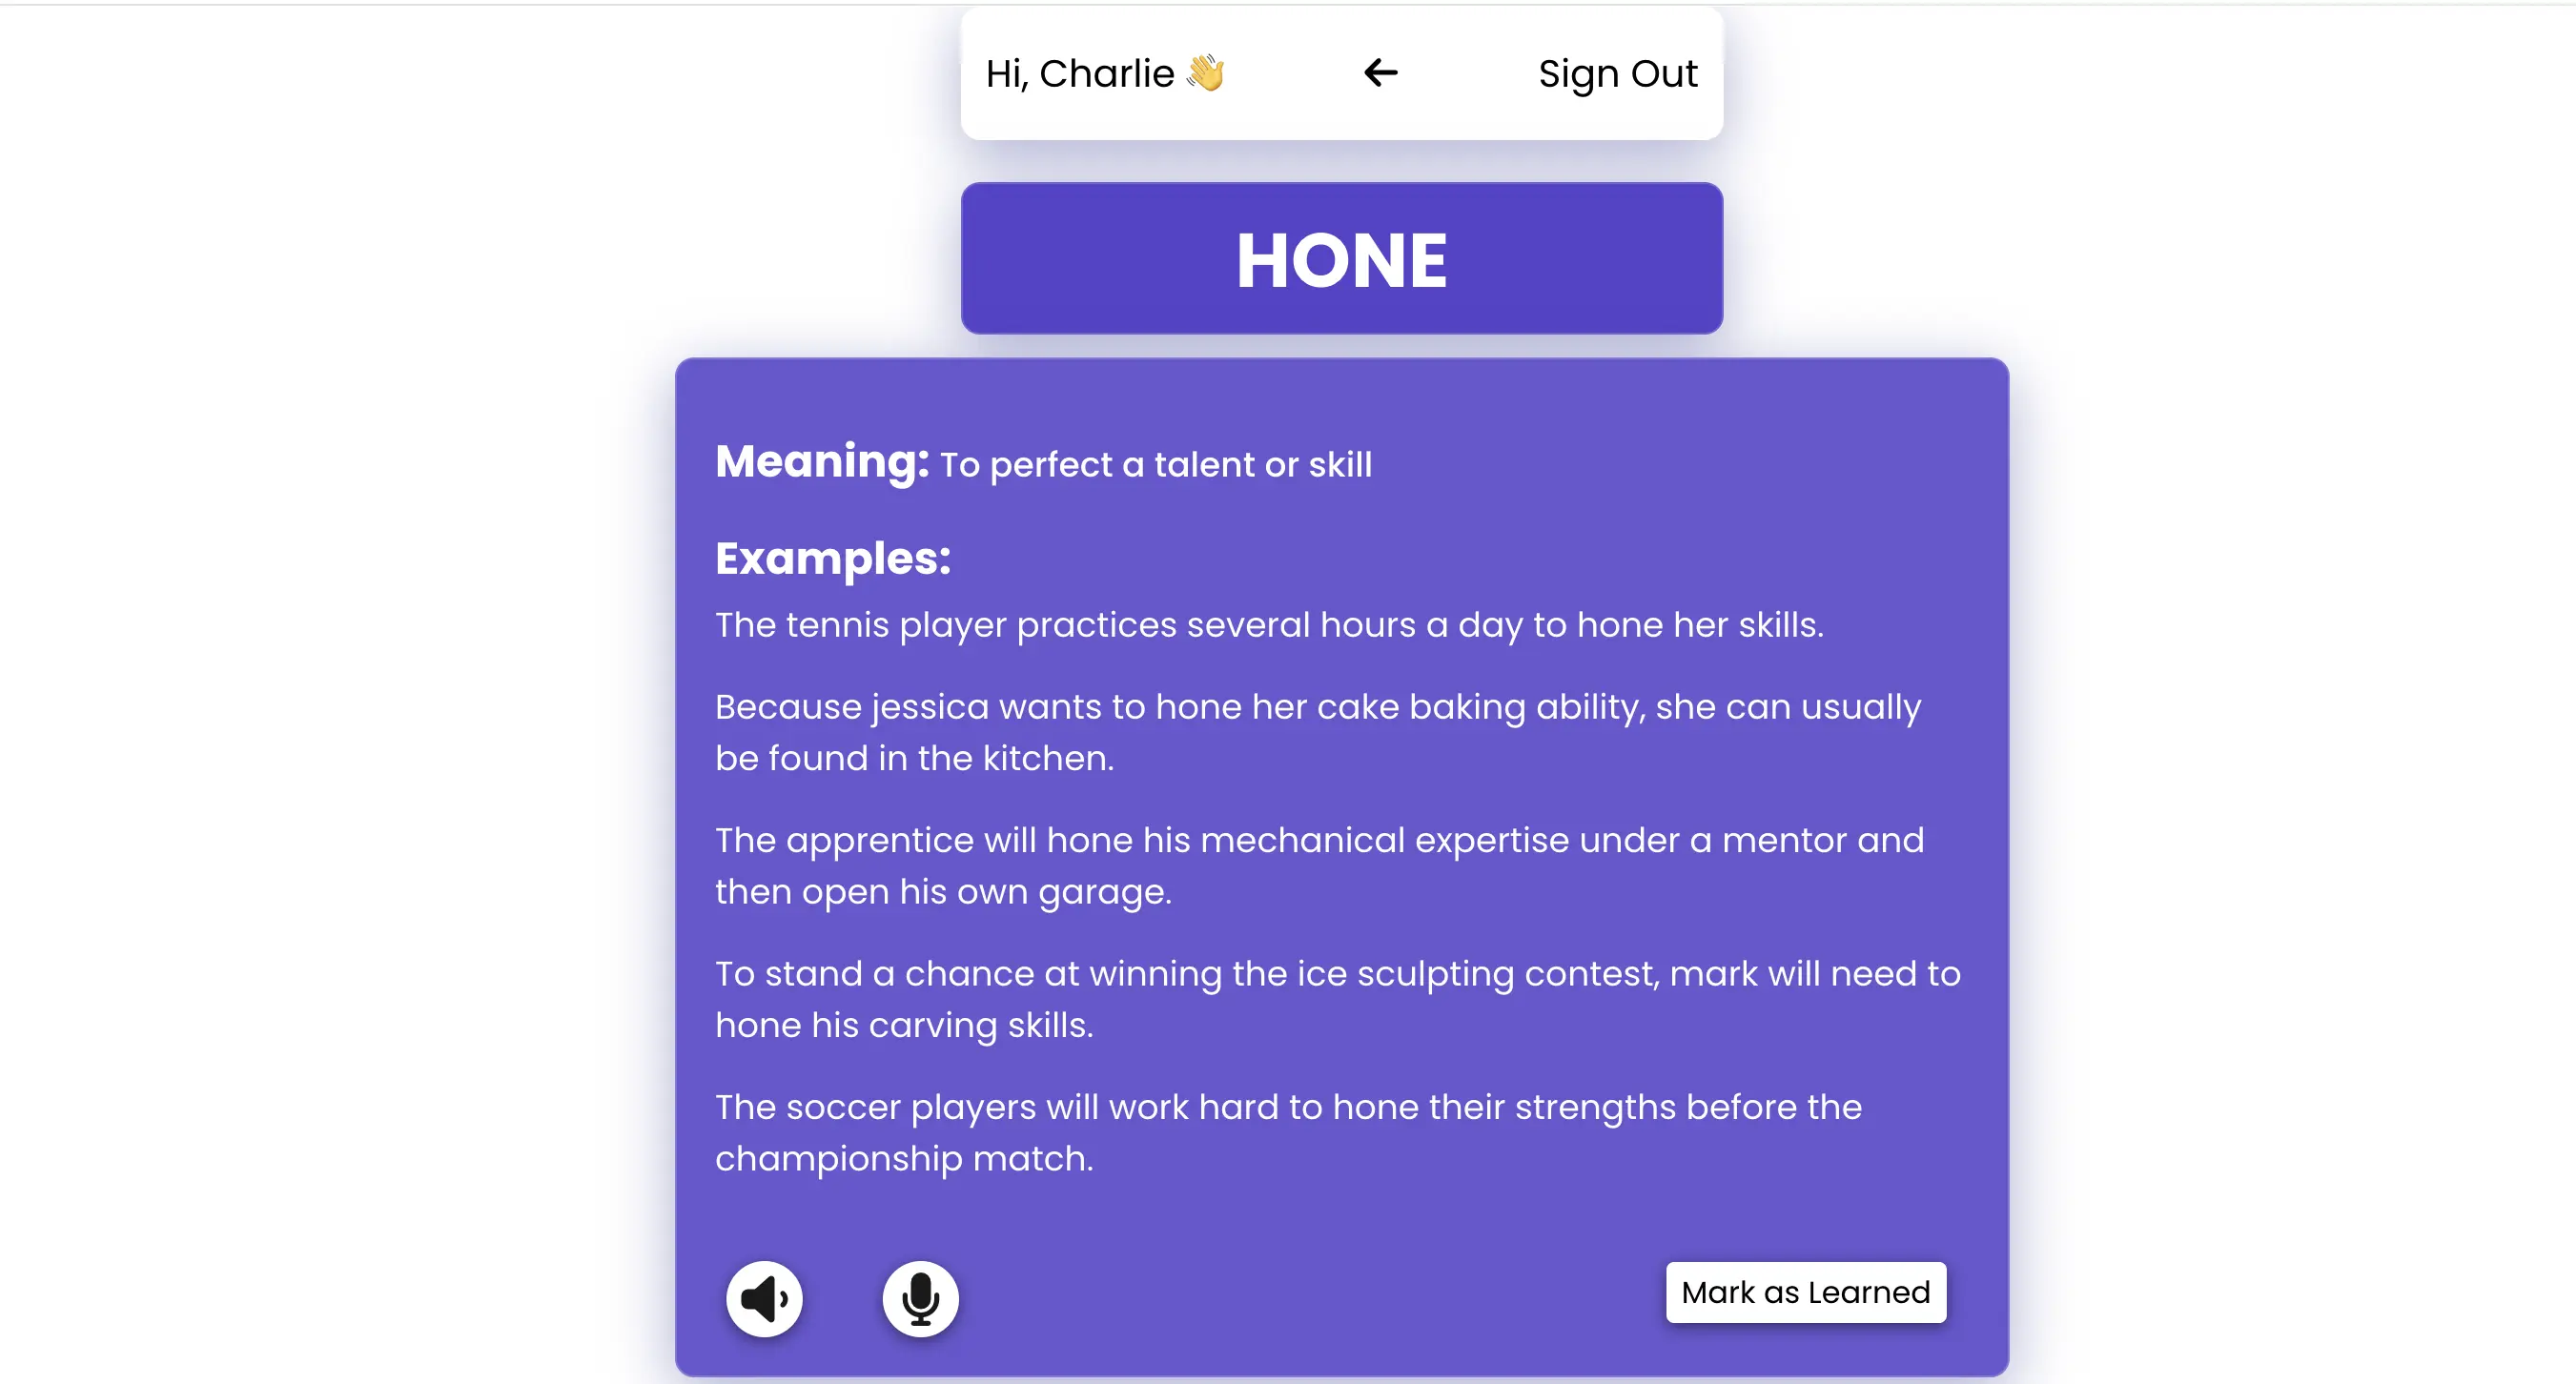 Hi, Charlie 👋
Sign Out
HONE
Meaning: To perfect a talent or skill
Examples:
The tennis player practices several hours a day to hone her skills.
Because jessica wants to hone her cake baking ability, she can usually
be found in the kitchen.
The apprentice will hone his mechanical expertise under a mentor and
then open his own garage.
To stand a chance at winning the ice sculpting contest, mark will need to
hone his carving skills.
The soccer players will work hard to hone their strengths before the
championship match.
Mark as Learned